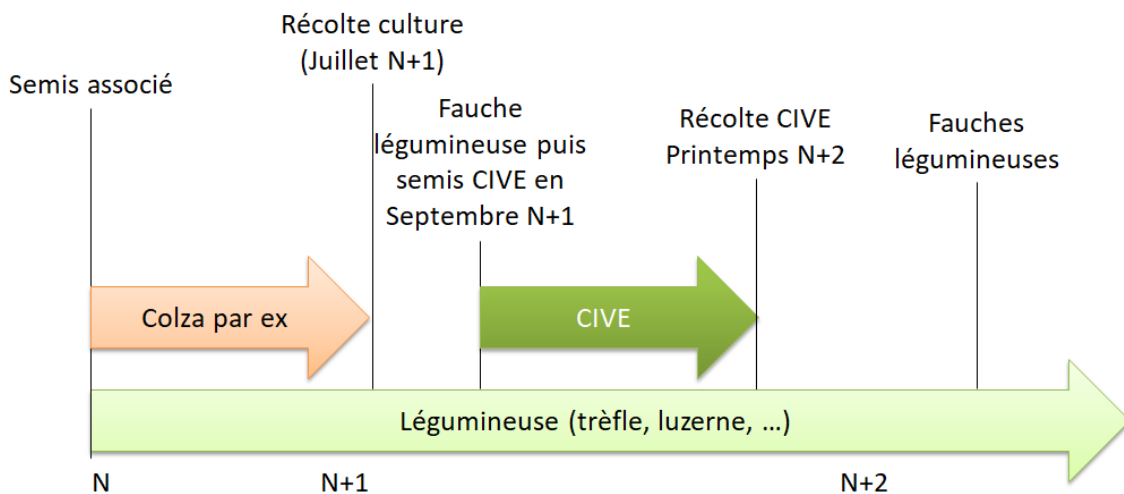 Récolte culture
(Juillet N+1)
Semis associé
Fauche
légumineuse puis
semis CIVE en
Septembre N+1
Récolte CIVE
Printemps N+2
Fauches
légumineuses
Colza par ex
CIVE
Légumineuse (trèfle, luzerne, ...)
N
N+1
N+2